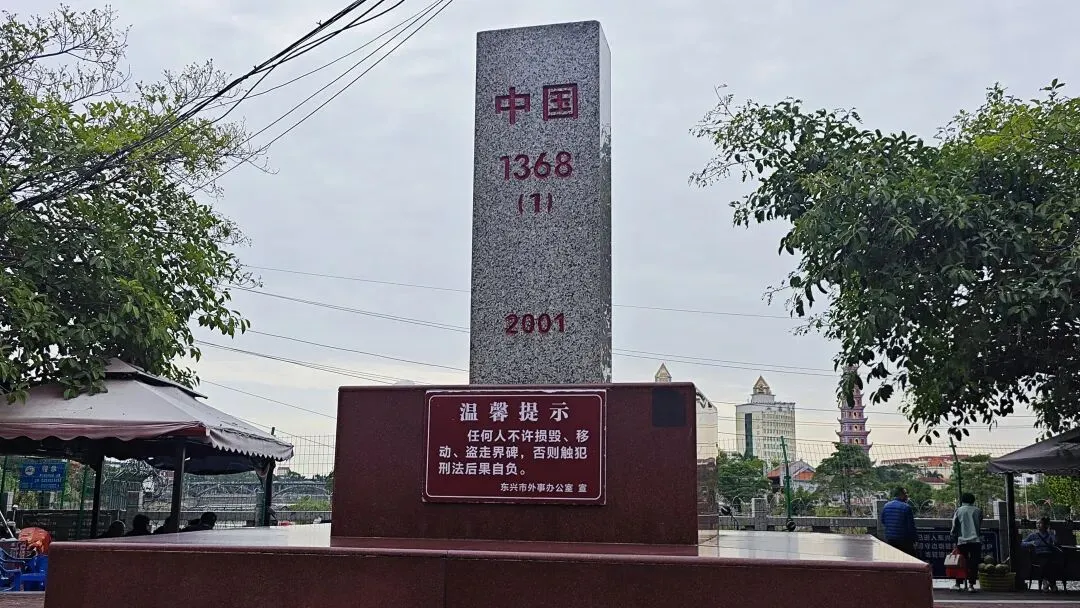 中国
1368
(1)
2001
温馨提示
任何人不许损毁、移
动、盗走界碑，否则触犯
刑法后果自负。
东兴市外事办公室 宣